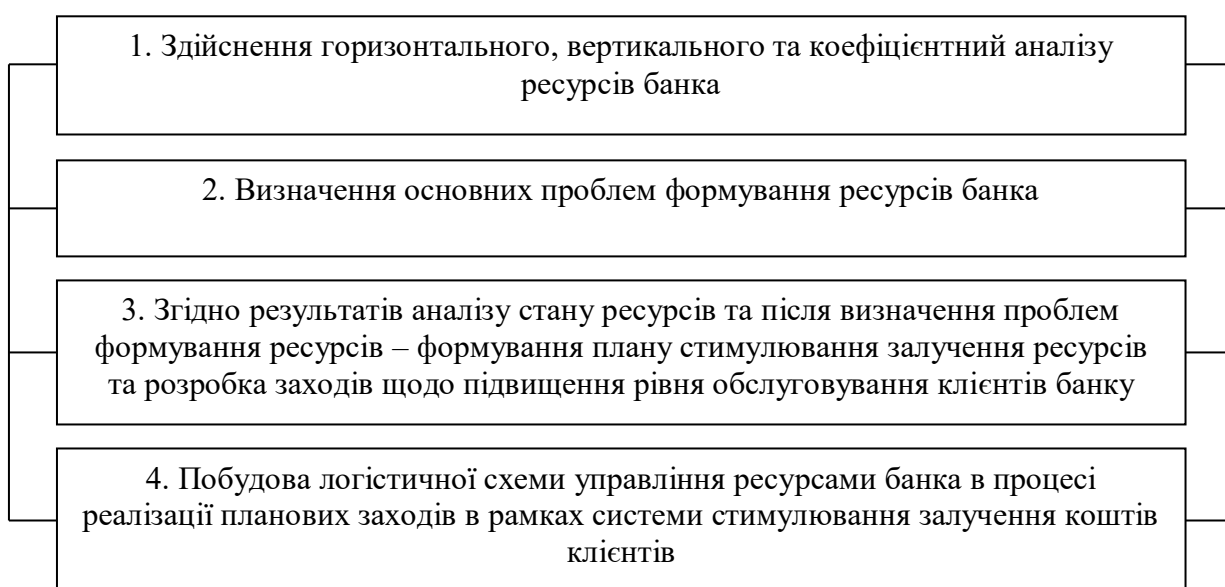 1. Здійснення горизонтального, вертикального та коефіцієнтний аналізу
ресурсів банка
2. Визначення основних проблем формування ресурсів банка
3. Згідно результатів аналізу стану ресурсів та після визначення проблем
формування ресурсів – формування плану стимулювання залучення ресурсів
та розробка заходів щодо підвищення рівня обслуговування клієнтів банку
4. Побудова логістичної схеми управління ресурсами банка в процесі
реалізації планових заходів в рамках системи стимулювання залучення коштів
клієнтів